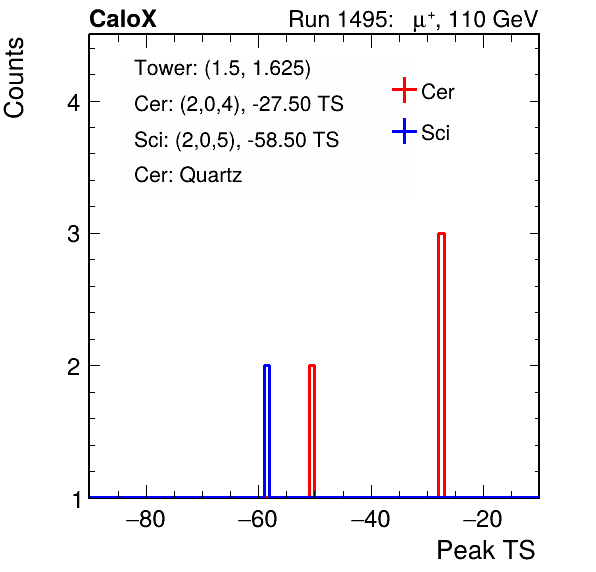 CaloX Run 1495: μ⁺, 110 GeV
Counts
Tower: (1.5, 1.625)
Cer: (2,0,4), -27.50 TS
Sci: (2,0,5), -58.50 TS
Cer: Quartz
Cer
Sci
4
3
2
1
−80 −60 −40 −20
Peak TS